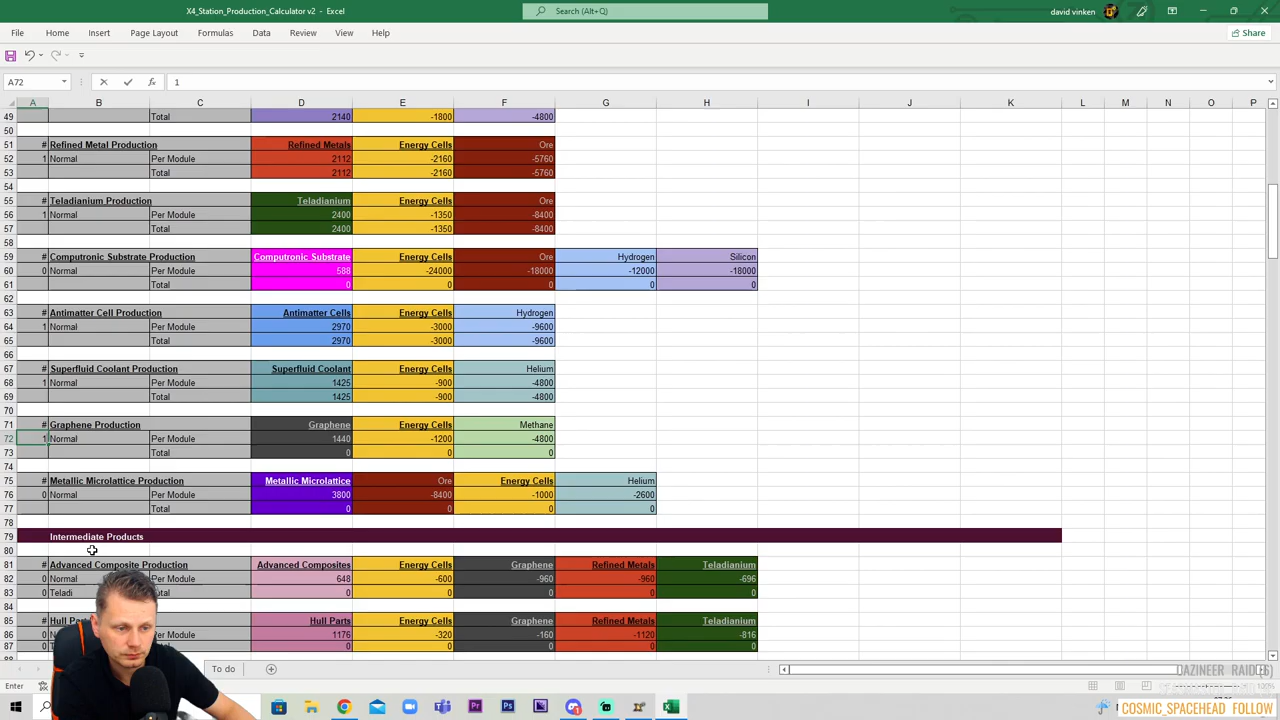 X4_Station_Production_Calculator v2 - Excel
Search (Alt+Q)
david vinken
File Home Insert Page Layout Formulas Data Review View Help
Share
A72 fx 1
A B C D E F G H I J K L M N O P
49 Total 2140 -1800 -4800
50
51 # Refined Metal Production Refined Metals Energy Cells Ore
52 1 Normal Per Module 2112 -2160 -5760
53 Total 2112 -2160 -5760
54
55 # Teladianium Production Teladianium Energy Cells Ore
56 1 Normal Per Module 2400 -1350 -8400
57 Total 2400 -1350 -8400
58
59 # Computronic Substrate Production Computronic Substrate Energy Cells Ore Hydrogen Silicon
60 0 Normal Per Module 588 -24000 -18000 -12000 -18000
61 Total 0 0 0 0 0
62
63 # Antimatter Cell Production Antimatter Cells Energy Cells Hydrogen
64 1 Normal Per Module 2970 -3000 -9600
65 Total 2970 -3000 -9600
66
67 # Superfluid Coolant Production Superfluid Coolant Energy Cells Helium
68 1 Normal Per Module 1425 -900 -4800
69 Total 1425 -900 -4800
70
71 # Graphene Production Graphene Energy Cells Methane
72 1 Normal Per Module 1440 -1200 -4800
73 Total 0 0 0
74
75 # Metallic Microlattice Production Metallic Microlattice Ore Energy Cells Helium
76 0 Normal Per Module 3800 -8400 -1000 -2600
77 Total 0 0 0 0
78
79 Intermediate Products
80
81 # Advanced Composite Production Advanced Composites Energy Cells Graphene Refined Metals Teladianium
82 0 Normal Per Module 648 -600 -960 -960 -696
83 0 Teladi 0 0 0 0 0
84
85 # Hull Hull Parts Energy Cells Graphene Refined Metals Teladianium
86 0 Per Module 1176 -320 -160 -1120 -816
87 0 Total 0 0 0 0 0
To do
Enter
COSMIC_SPACEHEAD FOLLOW